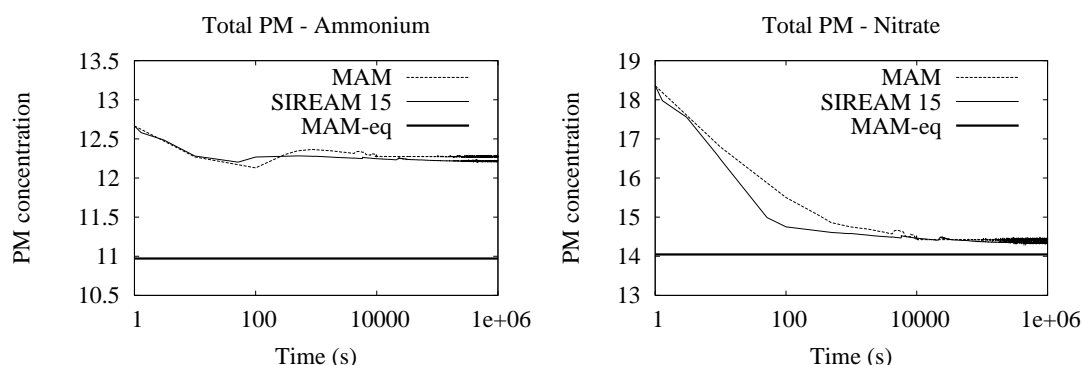 Total PM - Ammonium
13.5
13
12.5
12
11.5
11
10.5
PM concentration
MAM
SIREAM 15
MAM-eq
1
100
10000
1e+06
Time (s)
Total PM - Nitrate
19
18
17
16
15
14
13
PM concentration
MAM
SIREAM 15
MAM-eq
1
100
10000
1e+06
Time (s)